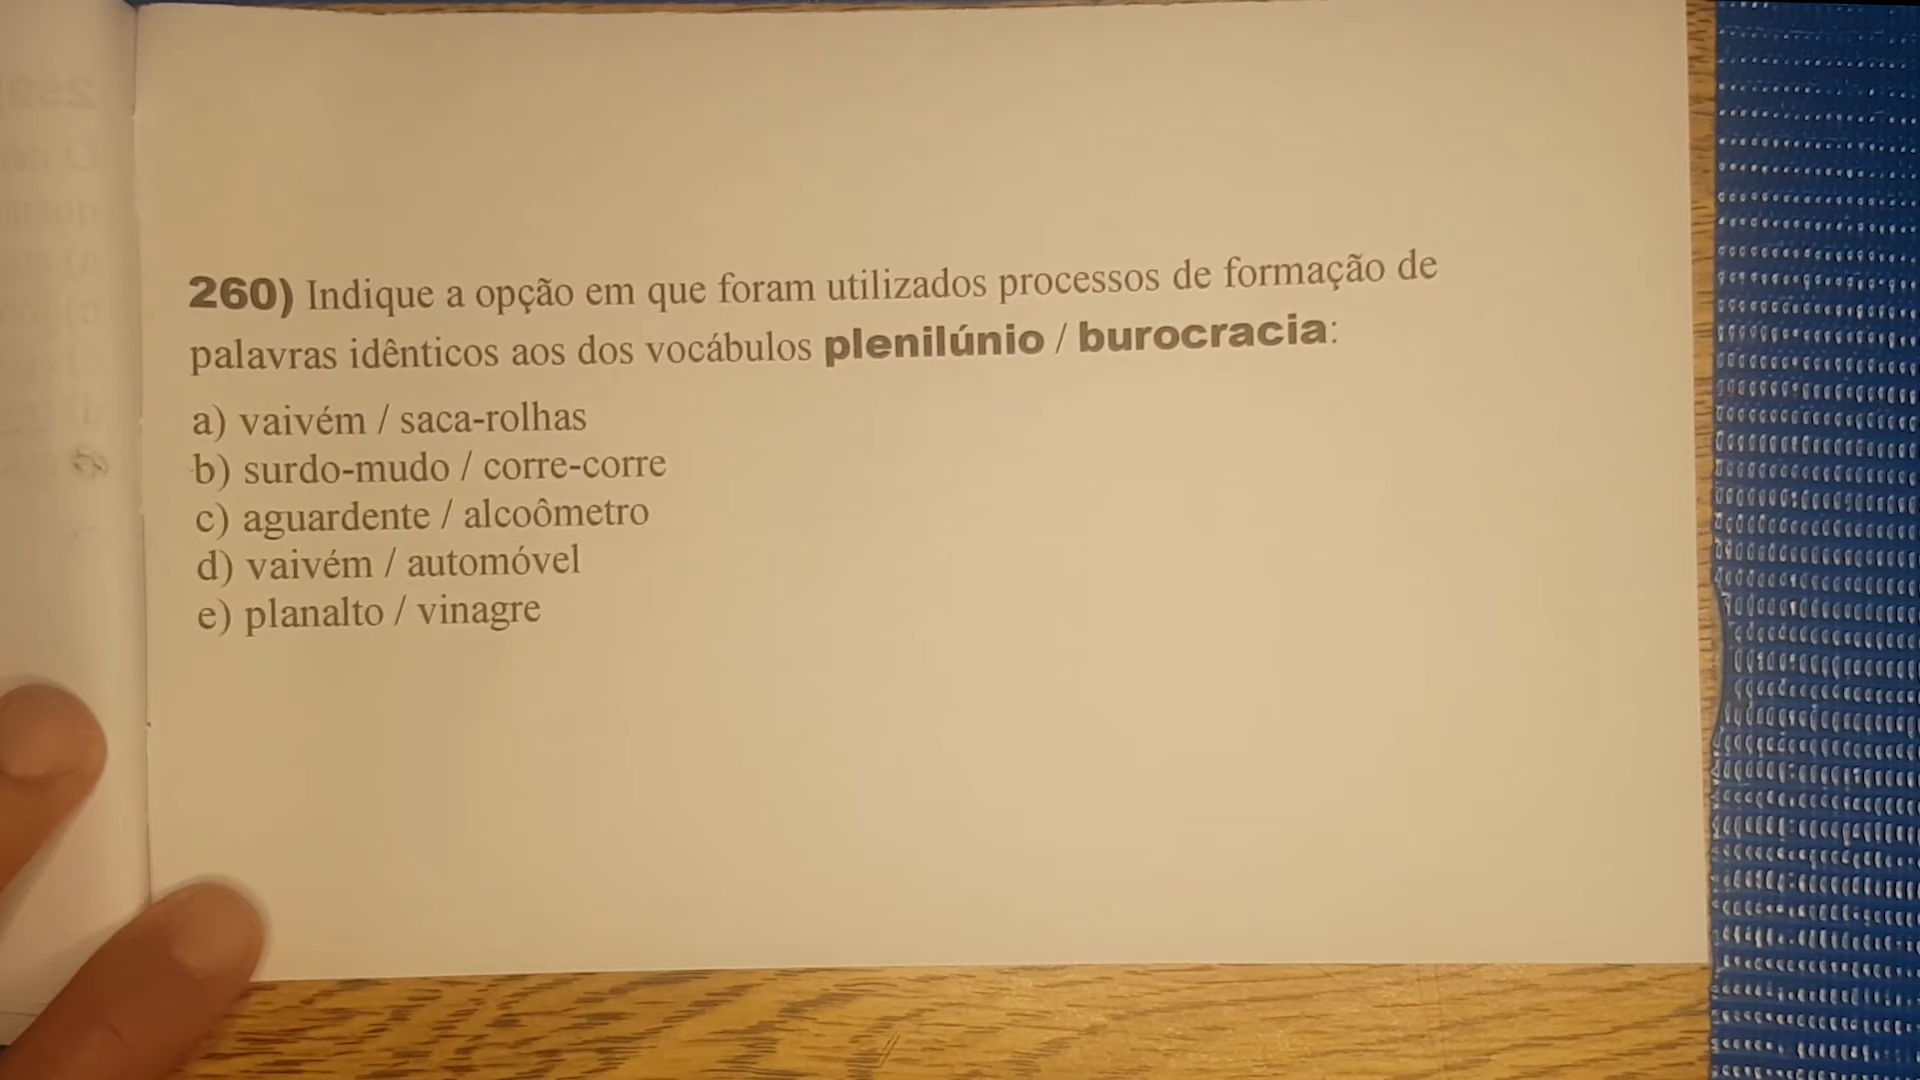 260) Indique a opção em que foram utilizados processos de formação de
palavras idênticos aos dos vocábulos plenilúnio / burocracia:
a) vaivém / saca-rolhas
b) surdo-mudo / corre-corre
c) aguardente / alcoômetro
d) vaivém / automóvel
e) planalto / vinagre